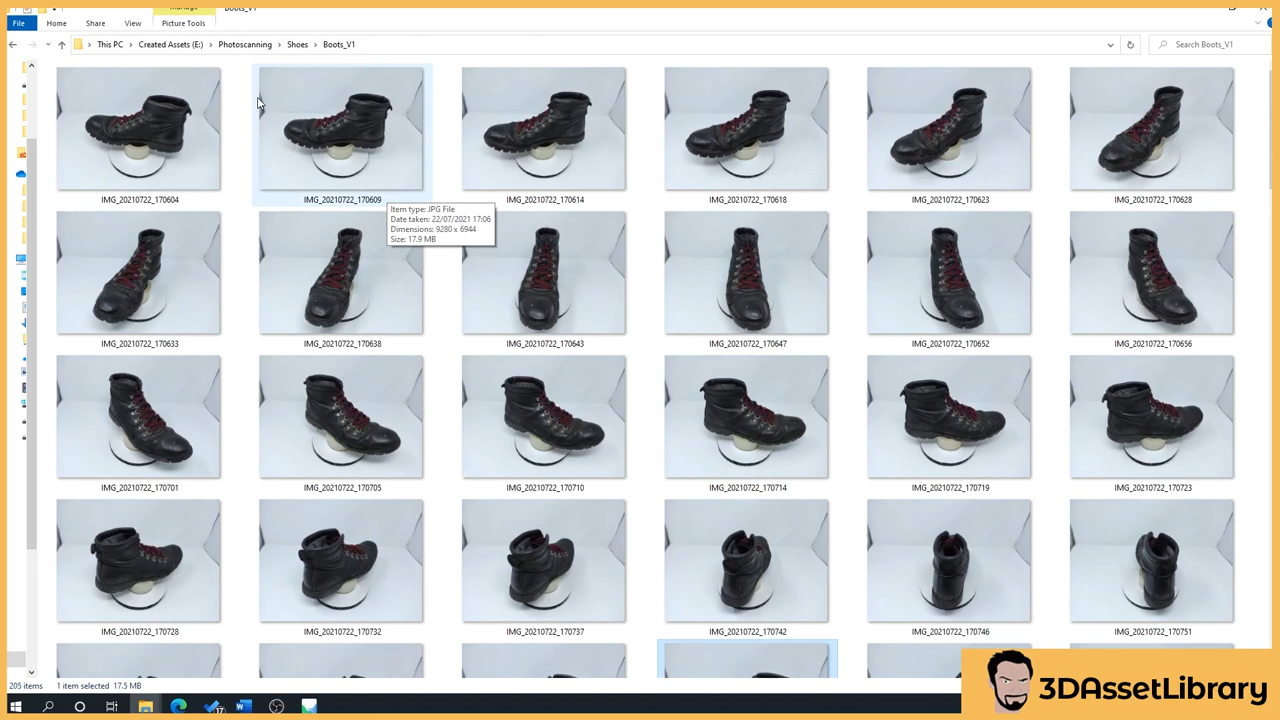 Boots_V1
File Home Share View Picture Tools
This PC > Created Assets (E:) > Photoscanning > Shoes > Boots_V1
Search Boots_V1
IMG_20210722_170604 IMG_20210722_170609 IMG_20210722_170614 IMG_20210722_170618 IMG_20210722_170623 IMG_20210722_170628
Item type: JPG File
Date taken: 22/07/2021 17:06
Dimensions: 9280 x 6944
Size: 17.9 MB
IMG_20210722_170633 IMG_20210722_170638 IMG_20210722_170643 IMG_20210722_170647 IMG_20210722_170652 IMG_20210722_170656
IMG_20210722_170701 IMG_20210722_170705 IMG_20210722_170710 IMG_20210722_170714 IMG_20210722_170719 IMG_20210722_170723
IMG_20210722_170728 IMG_20210722_170732 IMG_20210722_170737 IMG_20210722_170742 IMG_20210722_170746 IMG_20210722_170751
205 items 1 item selected 17.5 MB
17
3DAssetLibrary